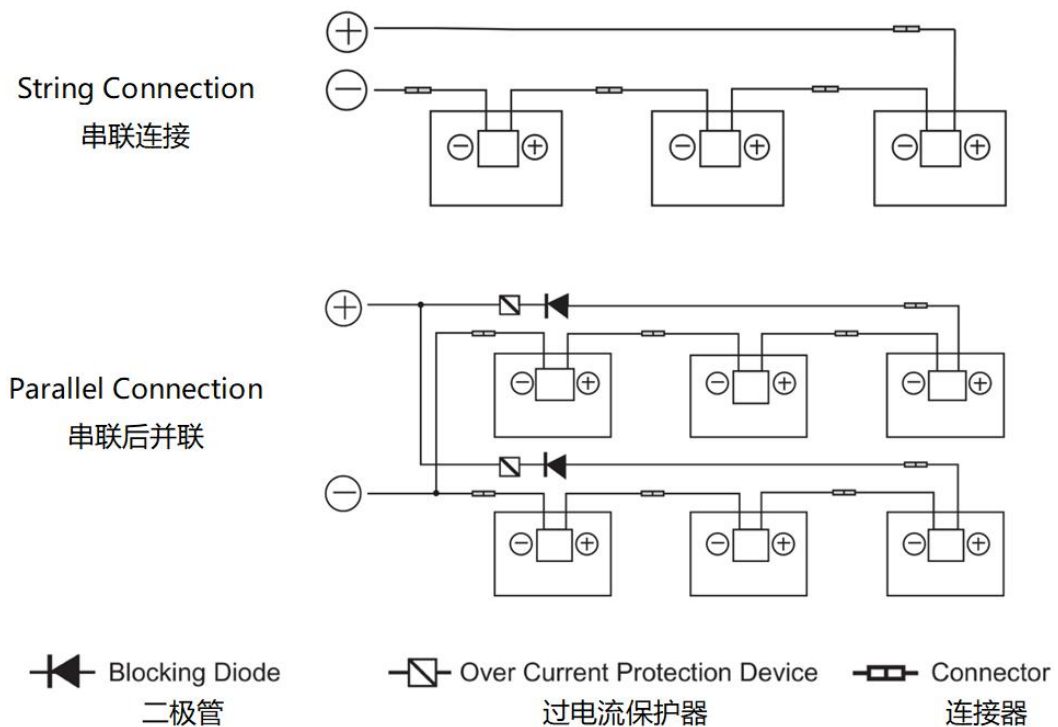 String Connection
串联连接
Parallel Connection
串联后并联
Blocking Diode
二极管
Over Current Protection Device
过电流保护器
Connector
连接器